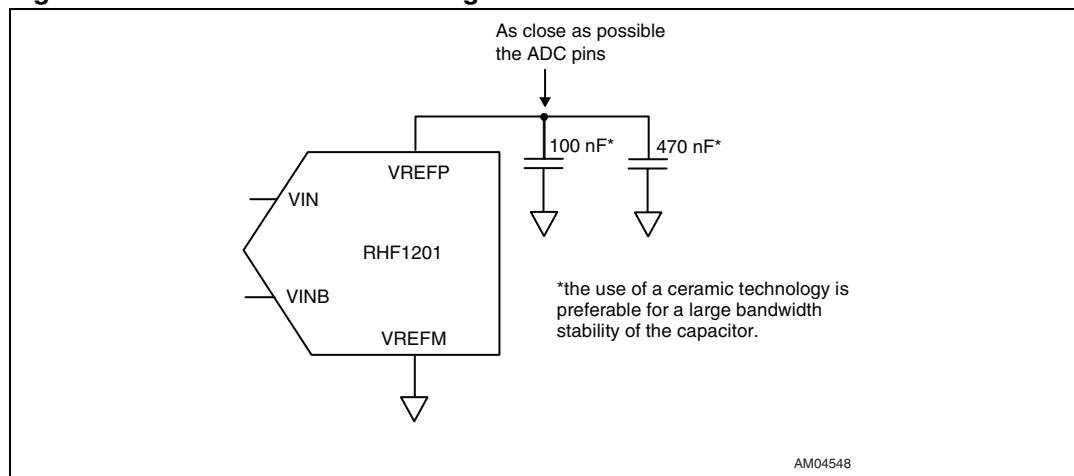 As close as possible
the ADC pins
100 nF*
470 nF*
VREFP
VIN
RHF1201
VINB
VREFM
*the use of a ceramic technology is
preferable for a large bandwidth
stability of the capacitor.
AM04548